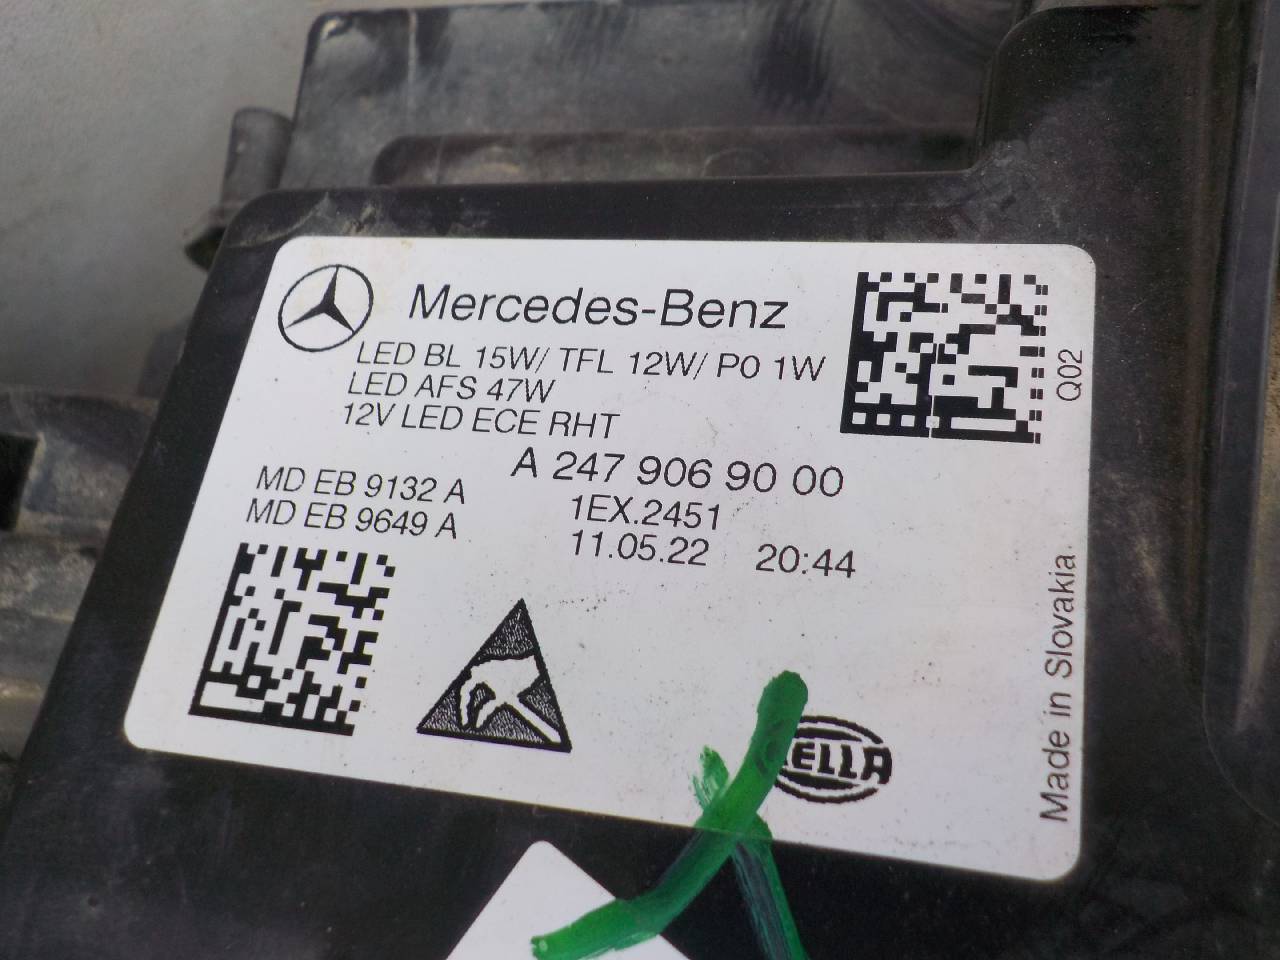 Mercedes-Benz
LED BL 15W/ TFL 12W/ PO 1W
LED AFS 47W
12V LED ECE RHT
Q02
A 247 906 90 00
MD EB 9132 A
MD EB 9649 A
1EX.2451
11.05.22 20:44
HELLA
Made in Slovakia